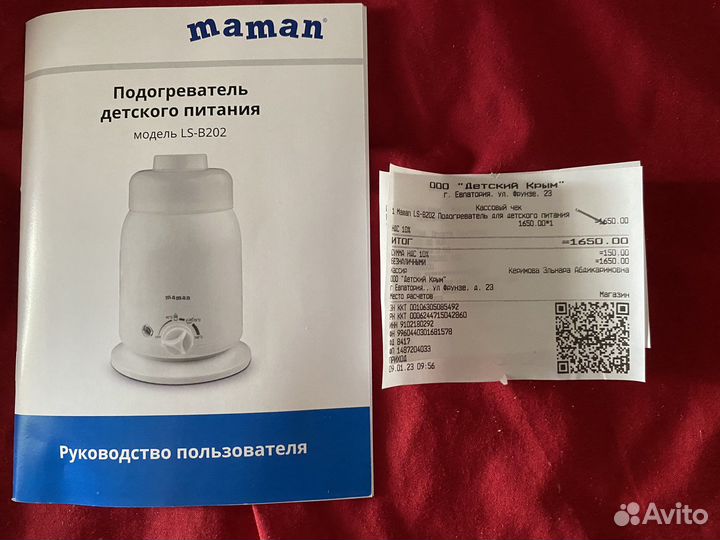 maman
Подогреватель
детского питания
модель LS-B202
maman
Руководство пользователя
ООО "Детский Крым"
г. Евпатория, ул. Фрунзе, 23
Кассовый чек
1 Maman LS-B202 Подогреватель для детского питания
1650.00*1 =1650.00
НДС 10%
ИТОГ =1650.00
СУММА НДС 10% =150.00
БЕЗНАЛИЧНЫМИ =1650.00
Кассир Керимова Эльнара Абдикаримовна
ООО "Детский Крым"
г Евпатория,, ул Фрунзе, д. 23
Место расчетов Магазин
ЗН ККТ 00106305085492
РН ККТ 0006244715042860
ИНН 9102180292
ФН 9960440301681578
ФД 8417
ФП 1487204033
ПРИХОД
09.01.23 09:56
Avito